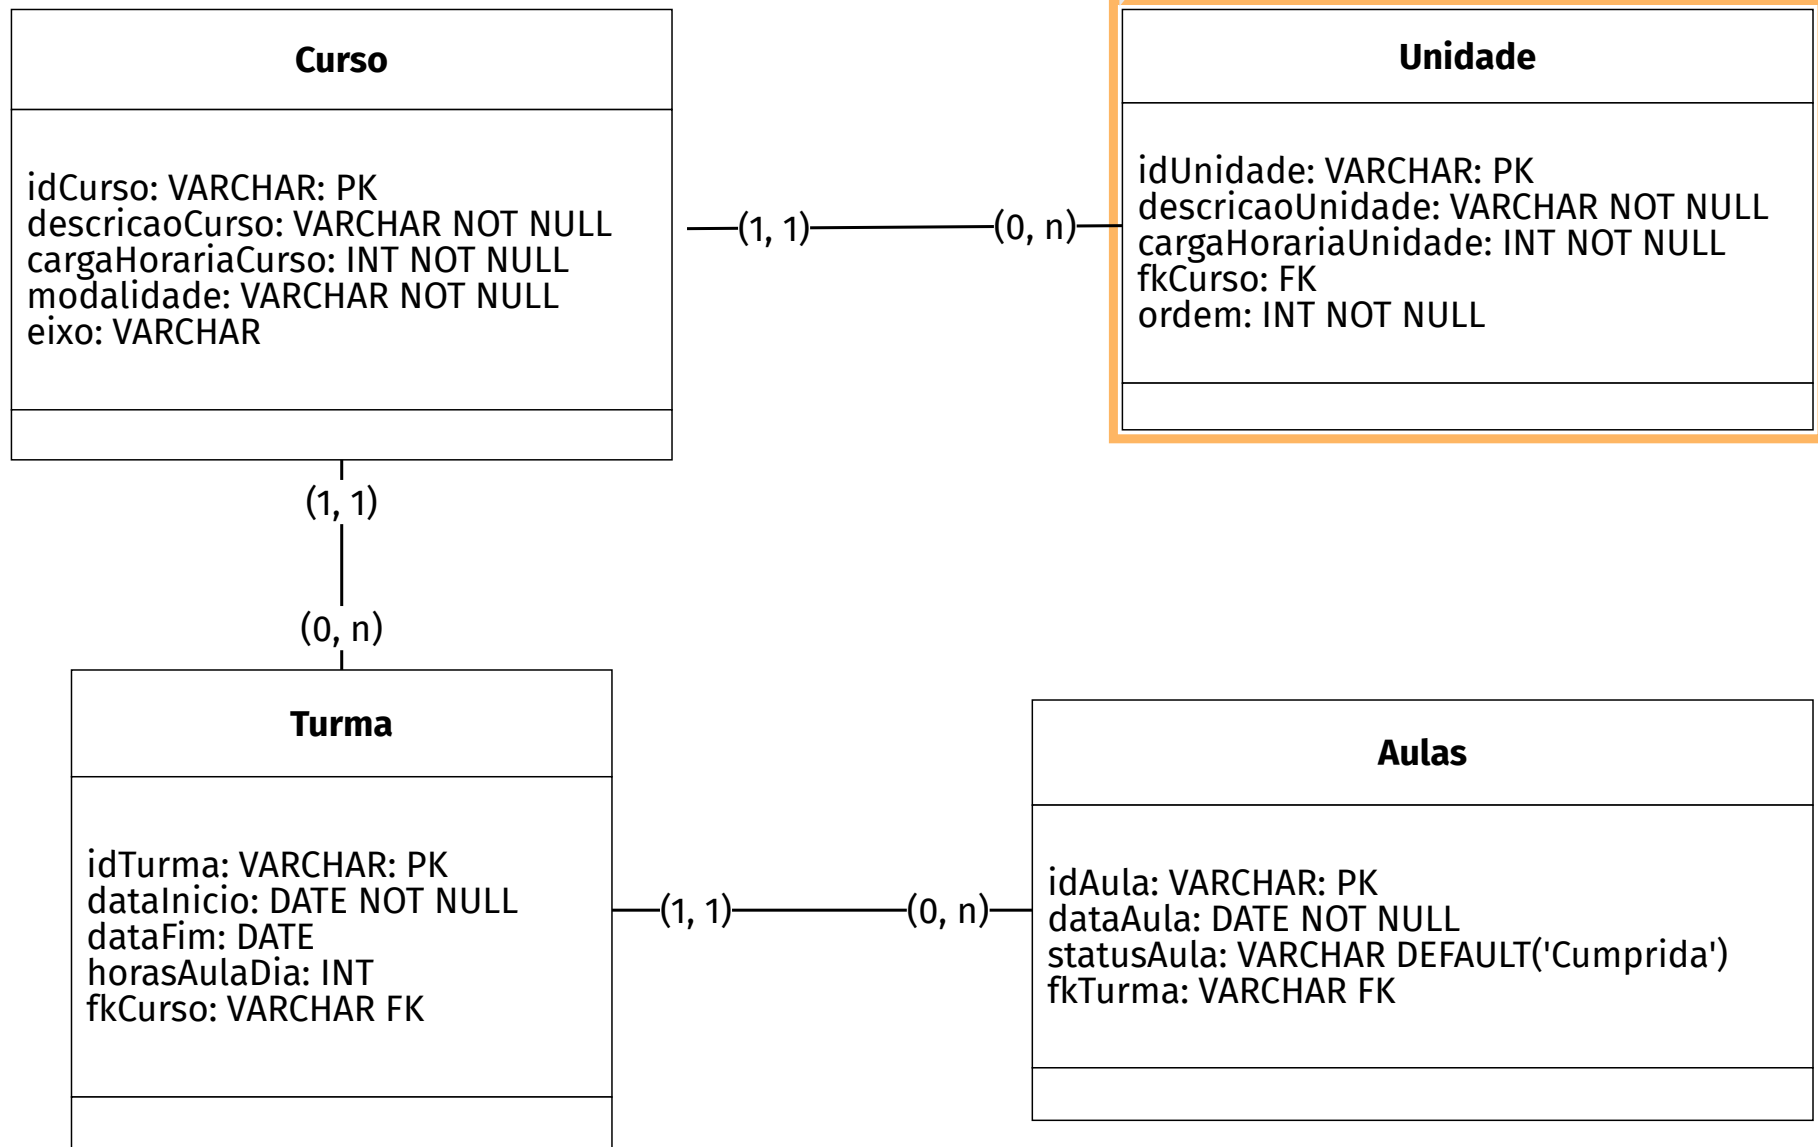 Curso
idCurso: VARCHAR: PK
descricaoCurso: VARCHAR NOT NULL
cargaHorariaCurso: INT NOT NULL
modalidade: VARCHAR NOT NULL
eixo: VARCHAR
(1, 1)
(0, n)
Unidade
idUnidade: VARCHAR: PK
descricaoUnidade: VARCHAR NOT NULL
cargaHorariaUnidade: INT NOT NULL
fkCurso: FK
ordem: INT NOT NULL
(1, 1)
(0, n)
Turma
idTurma: VARCHAR: PK
dataInicio: DATE NOT NULL
dataFim: DATE
horasAulaDia: INT
fkCurso: VARCHAR FK
(1, 1)
(0, n)
Aulas
idAula: VARCHAR: PK
dataAula: DATE NOT NULL
statusAula: VARCHAR DEFAULT('Cumprida')
fkTurma: VARCHAR FK